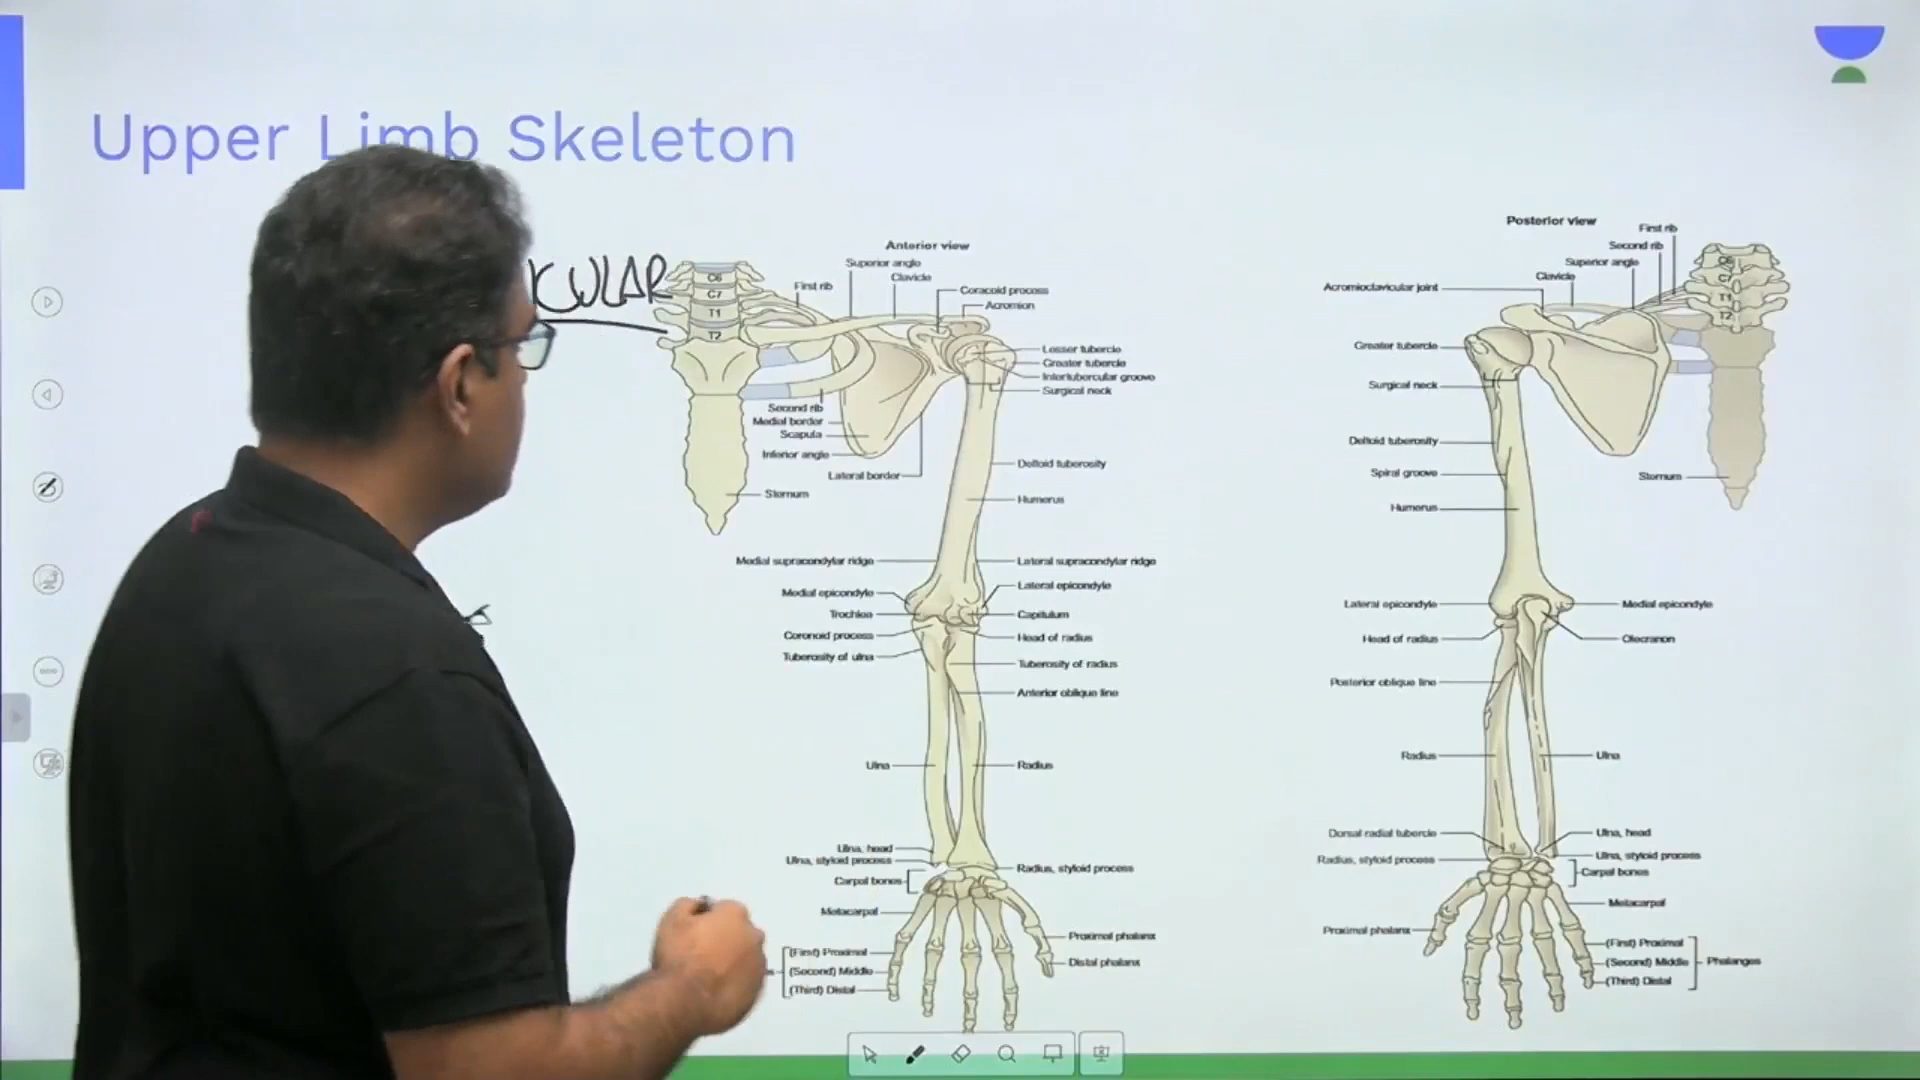 Upper Limb Skeleton
CULAR
Anterior view
Superior angle
Clavicle
First rib
Coracoid process
Acromion
C6
C7
T1
T2
Lesser tubercle
Greater tubercle
Intertubercular groove
Surgical neck
Second rib
Medial border
Scapula
Inferior angle
Lateral border
Sternum
Deltoid tuberosity
Humerus
Medial supracondylar ridge
Lateral supracondylar ridge
Medial epicondyle
Lateral epicondyle
Trochlea
Capitulum
Coronoid process
Head of radius
Tuberosity of ulna
Tuberosity of radius
Anterior oblique line
Ulna
Radius
Ulna, head
Ulna, styloid process
Radius, styloid process
Carpal bones
Metacarpal
Proximal phalanx
Distal phalanx
(First) Proximal
(Second) Middle
(Third) Distal
Posterior view
First rib
Second rib
Superior angle
Clavicle
Acromioclavicular joint
C6
C7
T1
T2
Greater tubercle
Surgical neck
Deltoid tuberosity
Spiral groove
Humerus
Sternum
Lateral epicondyle
Medial epicondyle
Head of radius
Olecranon
Posterior oblique line
Radius
Ulna
Dorsal radial tubercle
Ulna, head
Radius, styloid process
Ulna, styloid process
Carpal bones
Metacarpal
Proximal phalanx
(First) Proximal
(Second) Middle
(Third) Distal
Phalanges